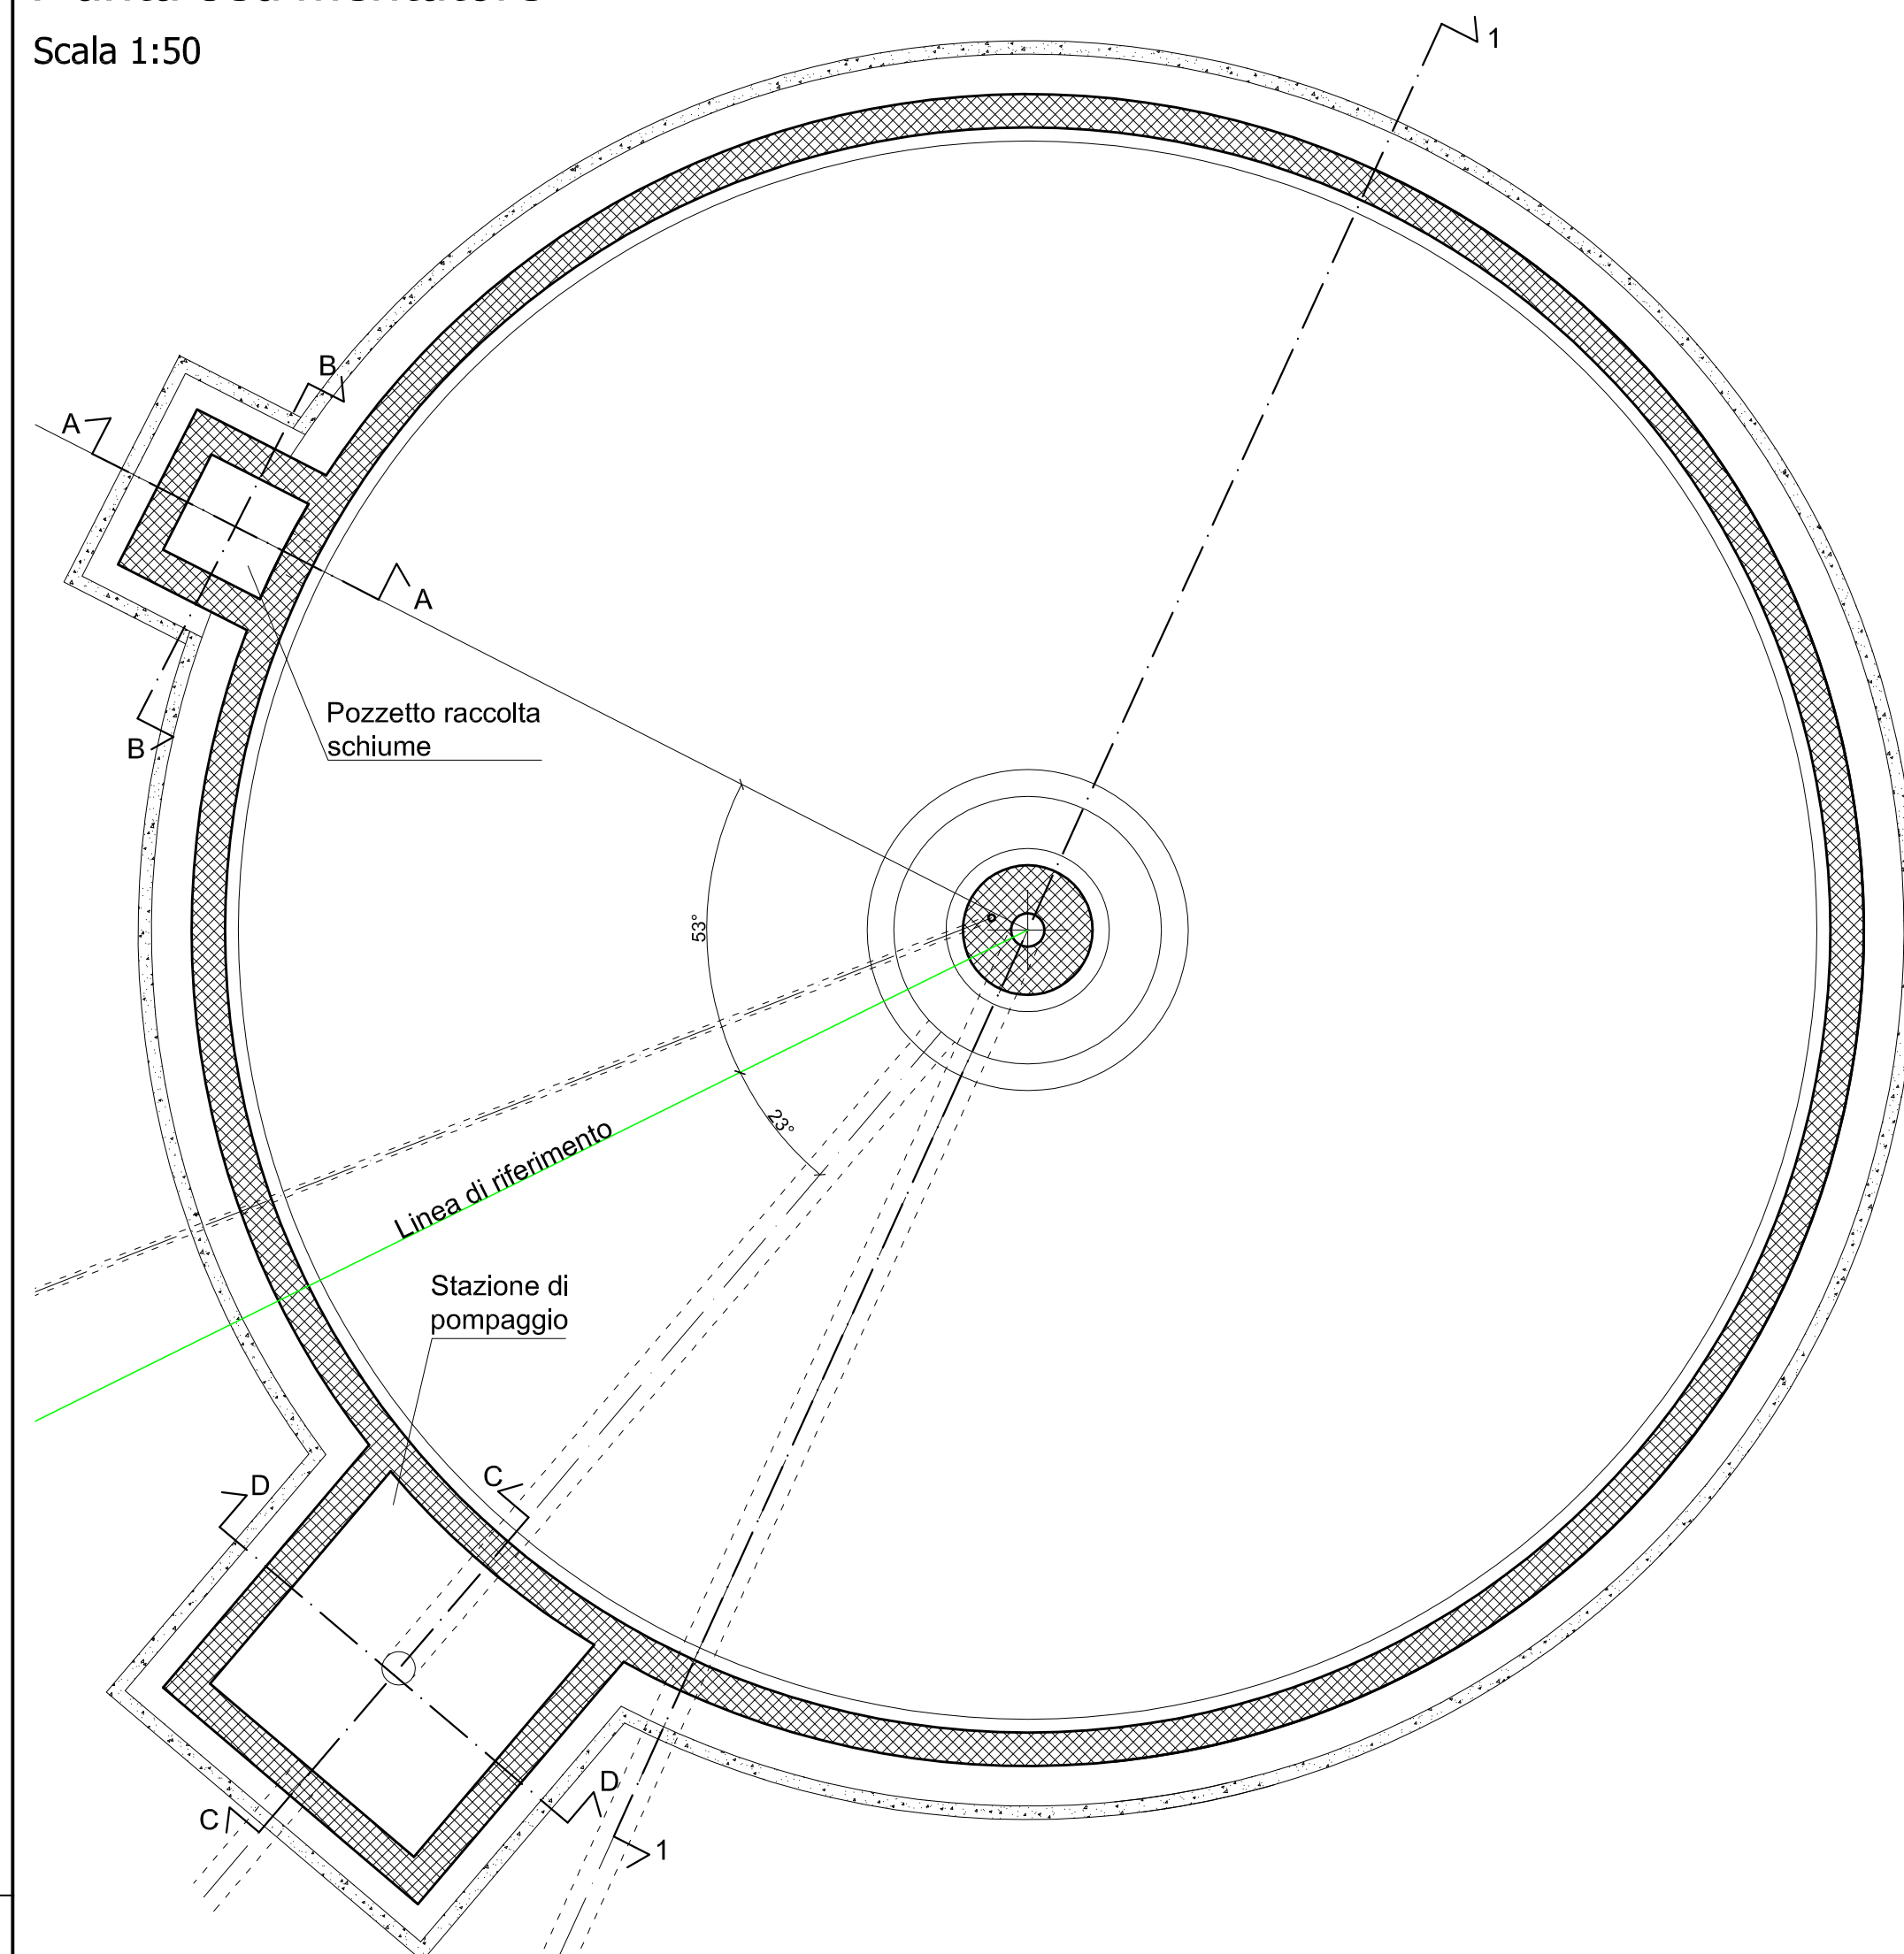 Scala 1:50
1
B
A
A
Pozzetto raccolta
schiume
B
53°
23°
Linea di riferimento
Stazione di
pompaggio
C
D
D
C
1